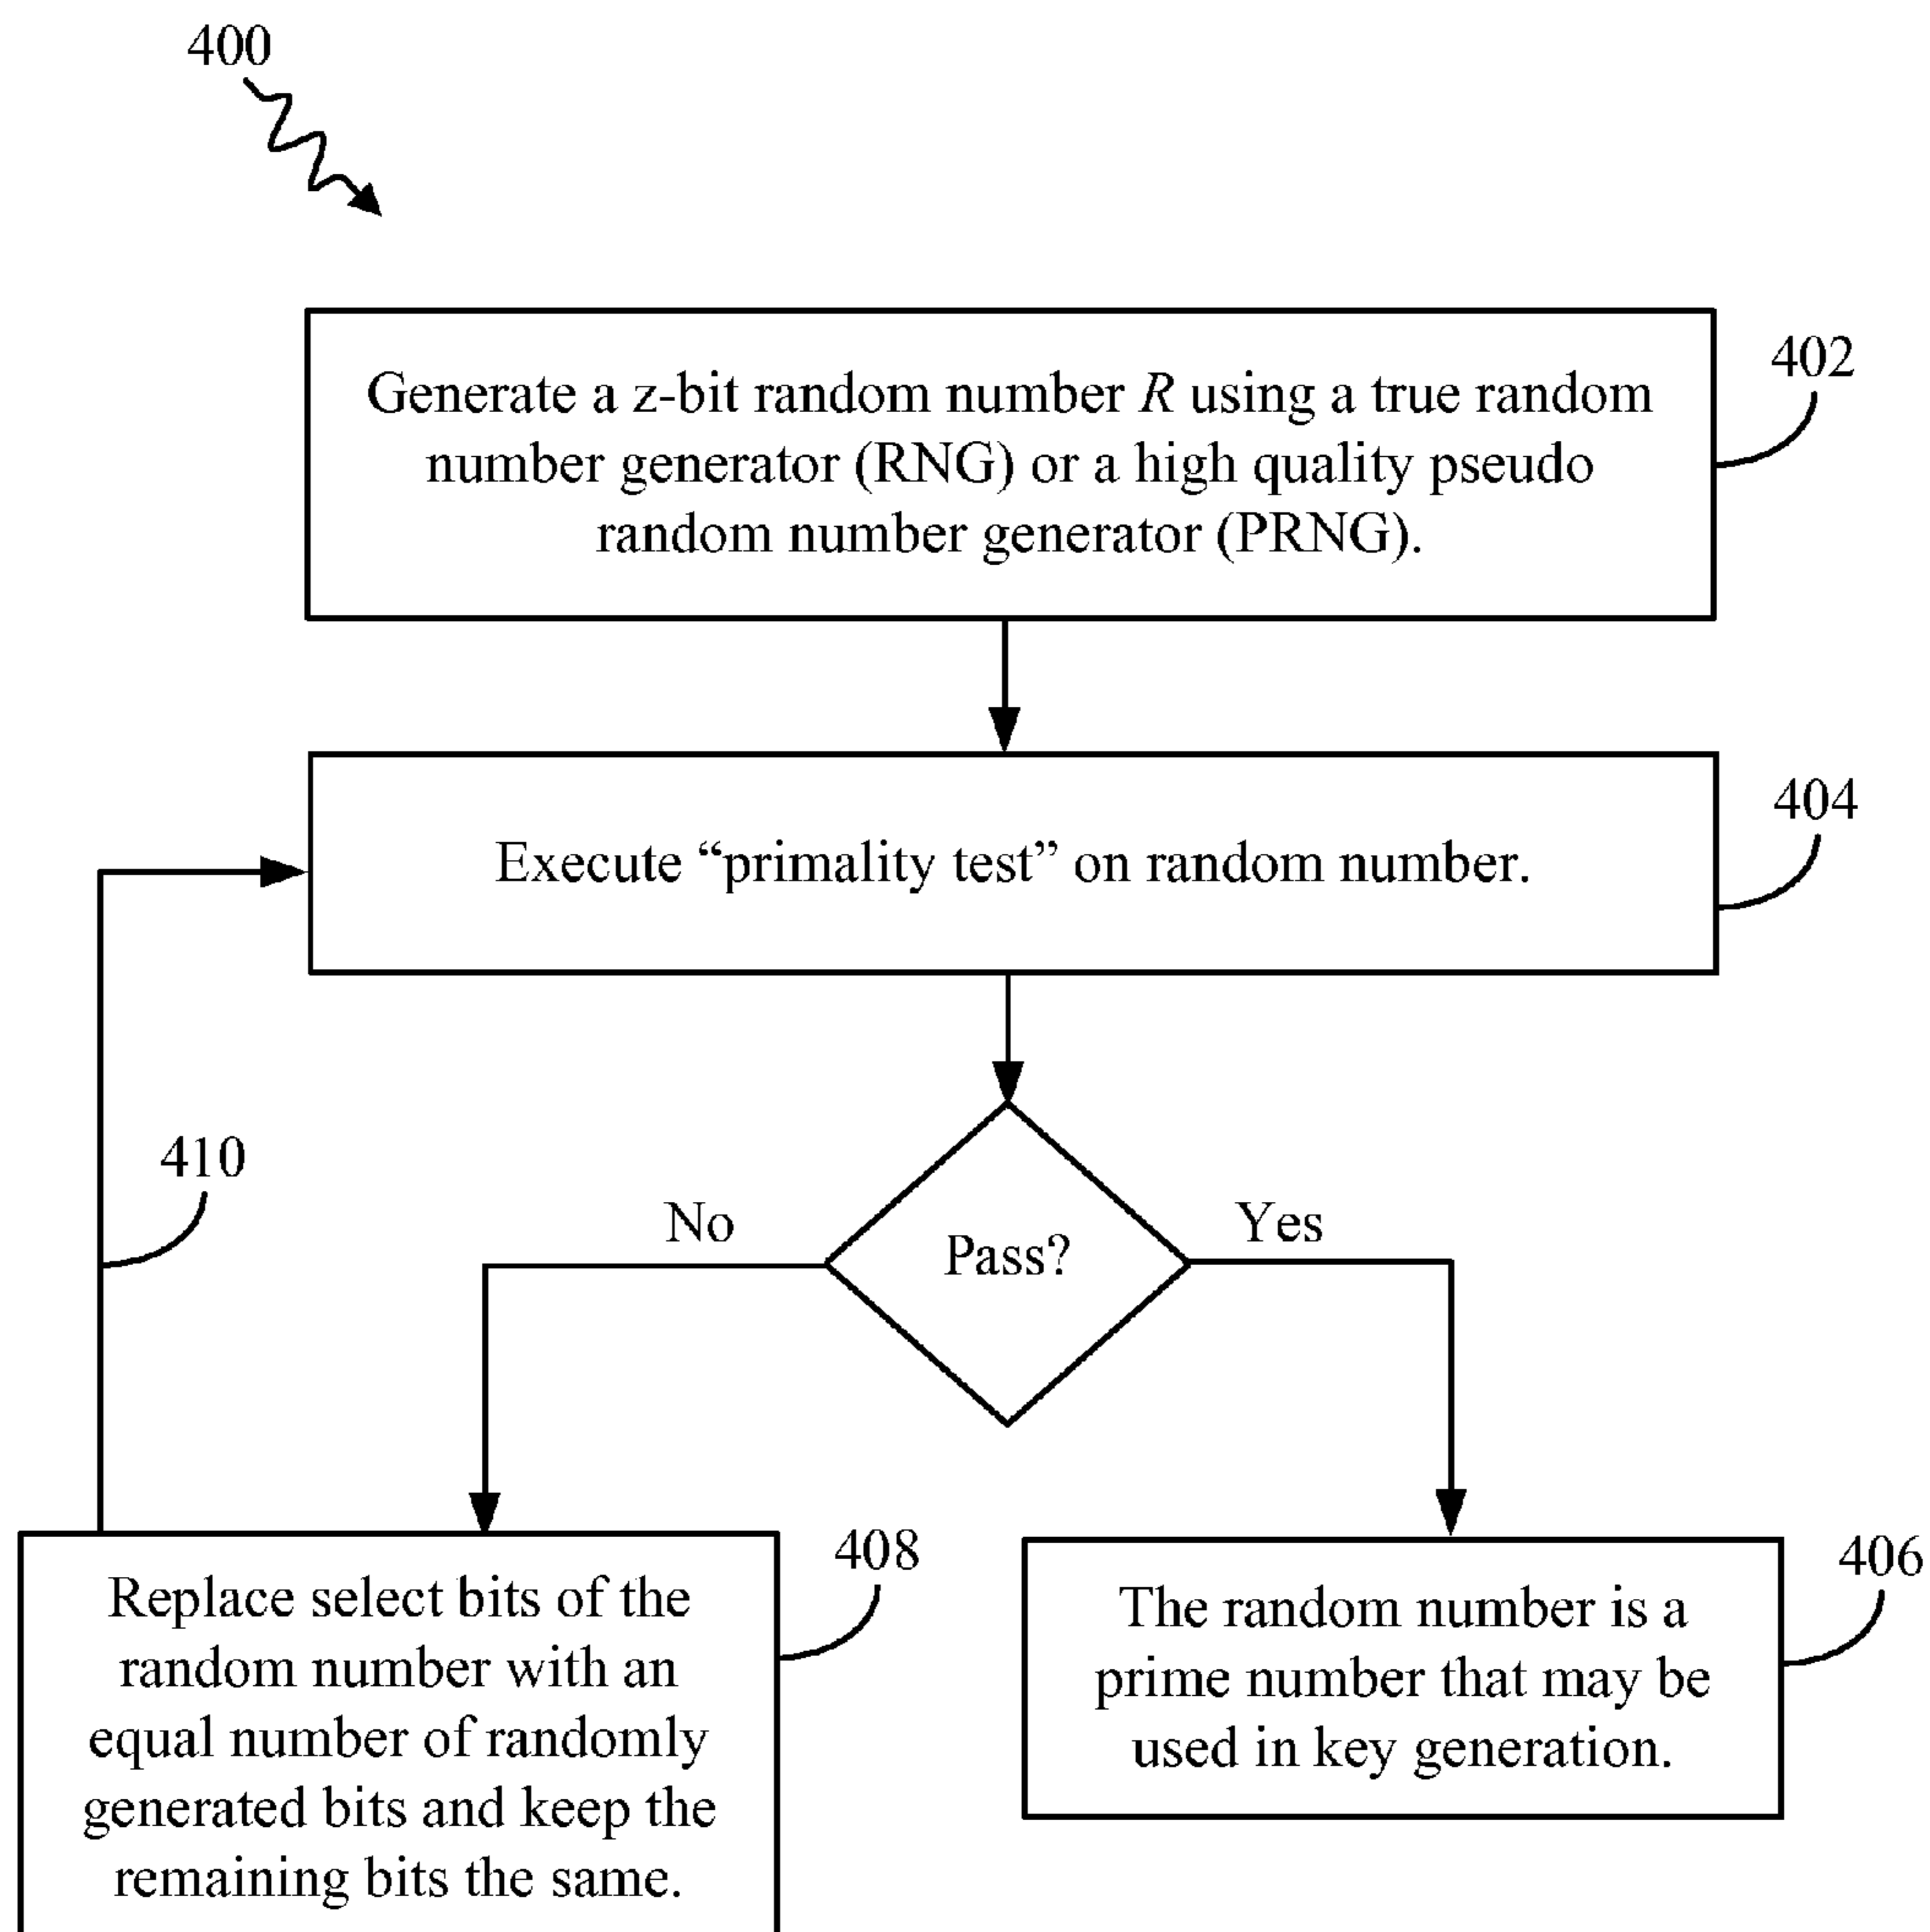 400
Generate a z-bit random number R using a true random
number generator (RNG) or a high quality pseudo
random number generator (PRNG).
402
Execute “primality test” on random number.
404
410
No
Pass?
Yes
Replace select bits of the
random number with an
equal number of randomly
generated bits and keep the
remaining bits the same.
408
The random number is a
prime number that may be
used in key generation.
406